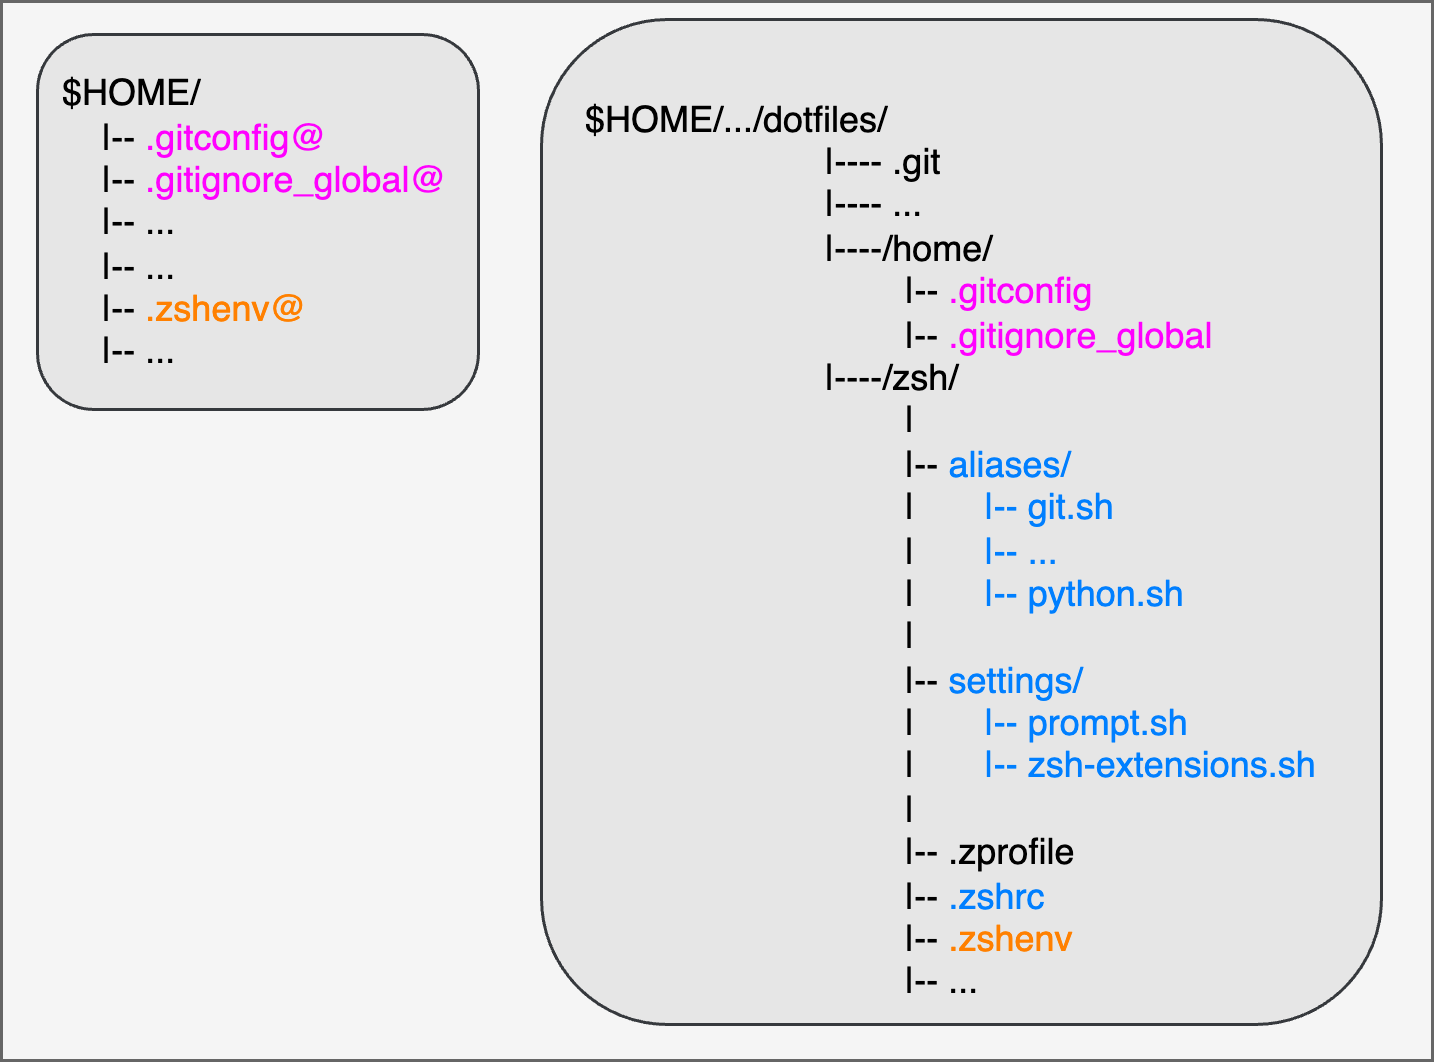 $HOME/
|-- .gitconfig@
|-- .gitignore_global@
|-- ...
|-- ...
|-- .zshenv@
|-- ...
$HOME/.../dotfiles/
|---- .git
|---- ...
|----/home/
|-- .gitconfig
|-- .gitignore_global
|----/zsh/
|
|-- aliases/
| |-- git.sh
| |-- ...
| |-- python.sh
|
|-- settings/
| |-- prompt.sh
| |-- zsh-extensions.sh
|
|-- .zprofile
|-- .zshrc
|-- .zshenv
|-- ...